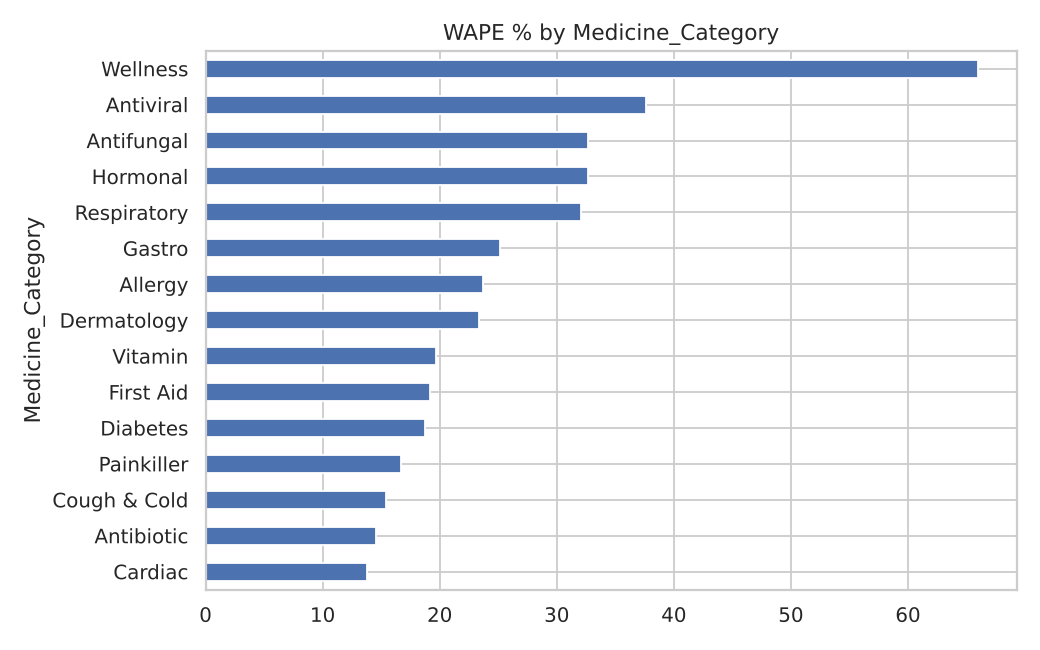 WAPE % by Medicine_Category
Medicine_Category
Wellness
Antiviral
Antifungal
Hormonal
Respiratory
Gastro
Allergy
Dermatology
Vitamin
First Aid
Diabetes
Painkiller
Cough & Cold
Antibiotic
Cardiac
0 10 20 30 40 50 60